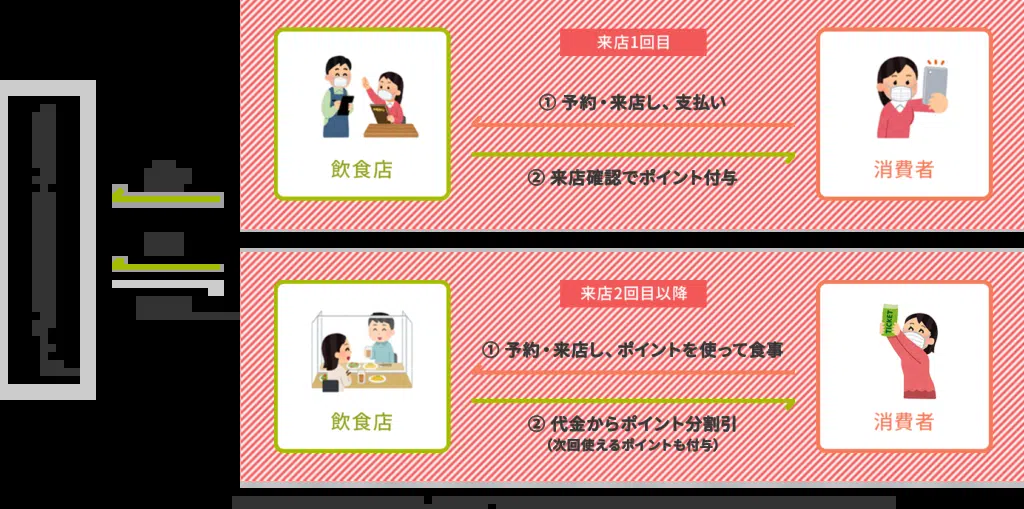 来店1回目
① 予約・来店し、支払い
② 来店確認でポイント付与
飲食店
消費者
来店2回目以降
① 予約・来店し、ポイントを使って食事
② 代金からポイント分割引
(次回使えるポイントも付与)
TICKET
飲食店
消費者